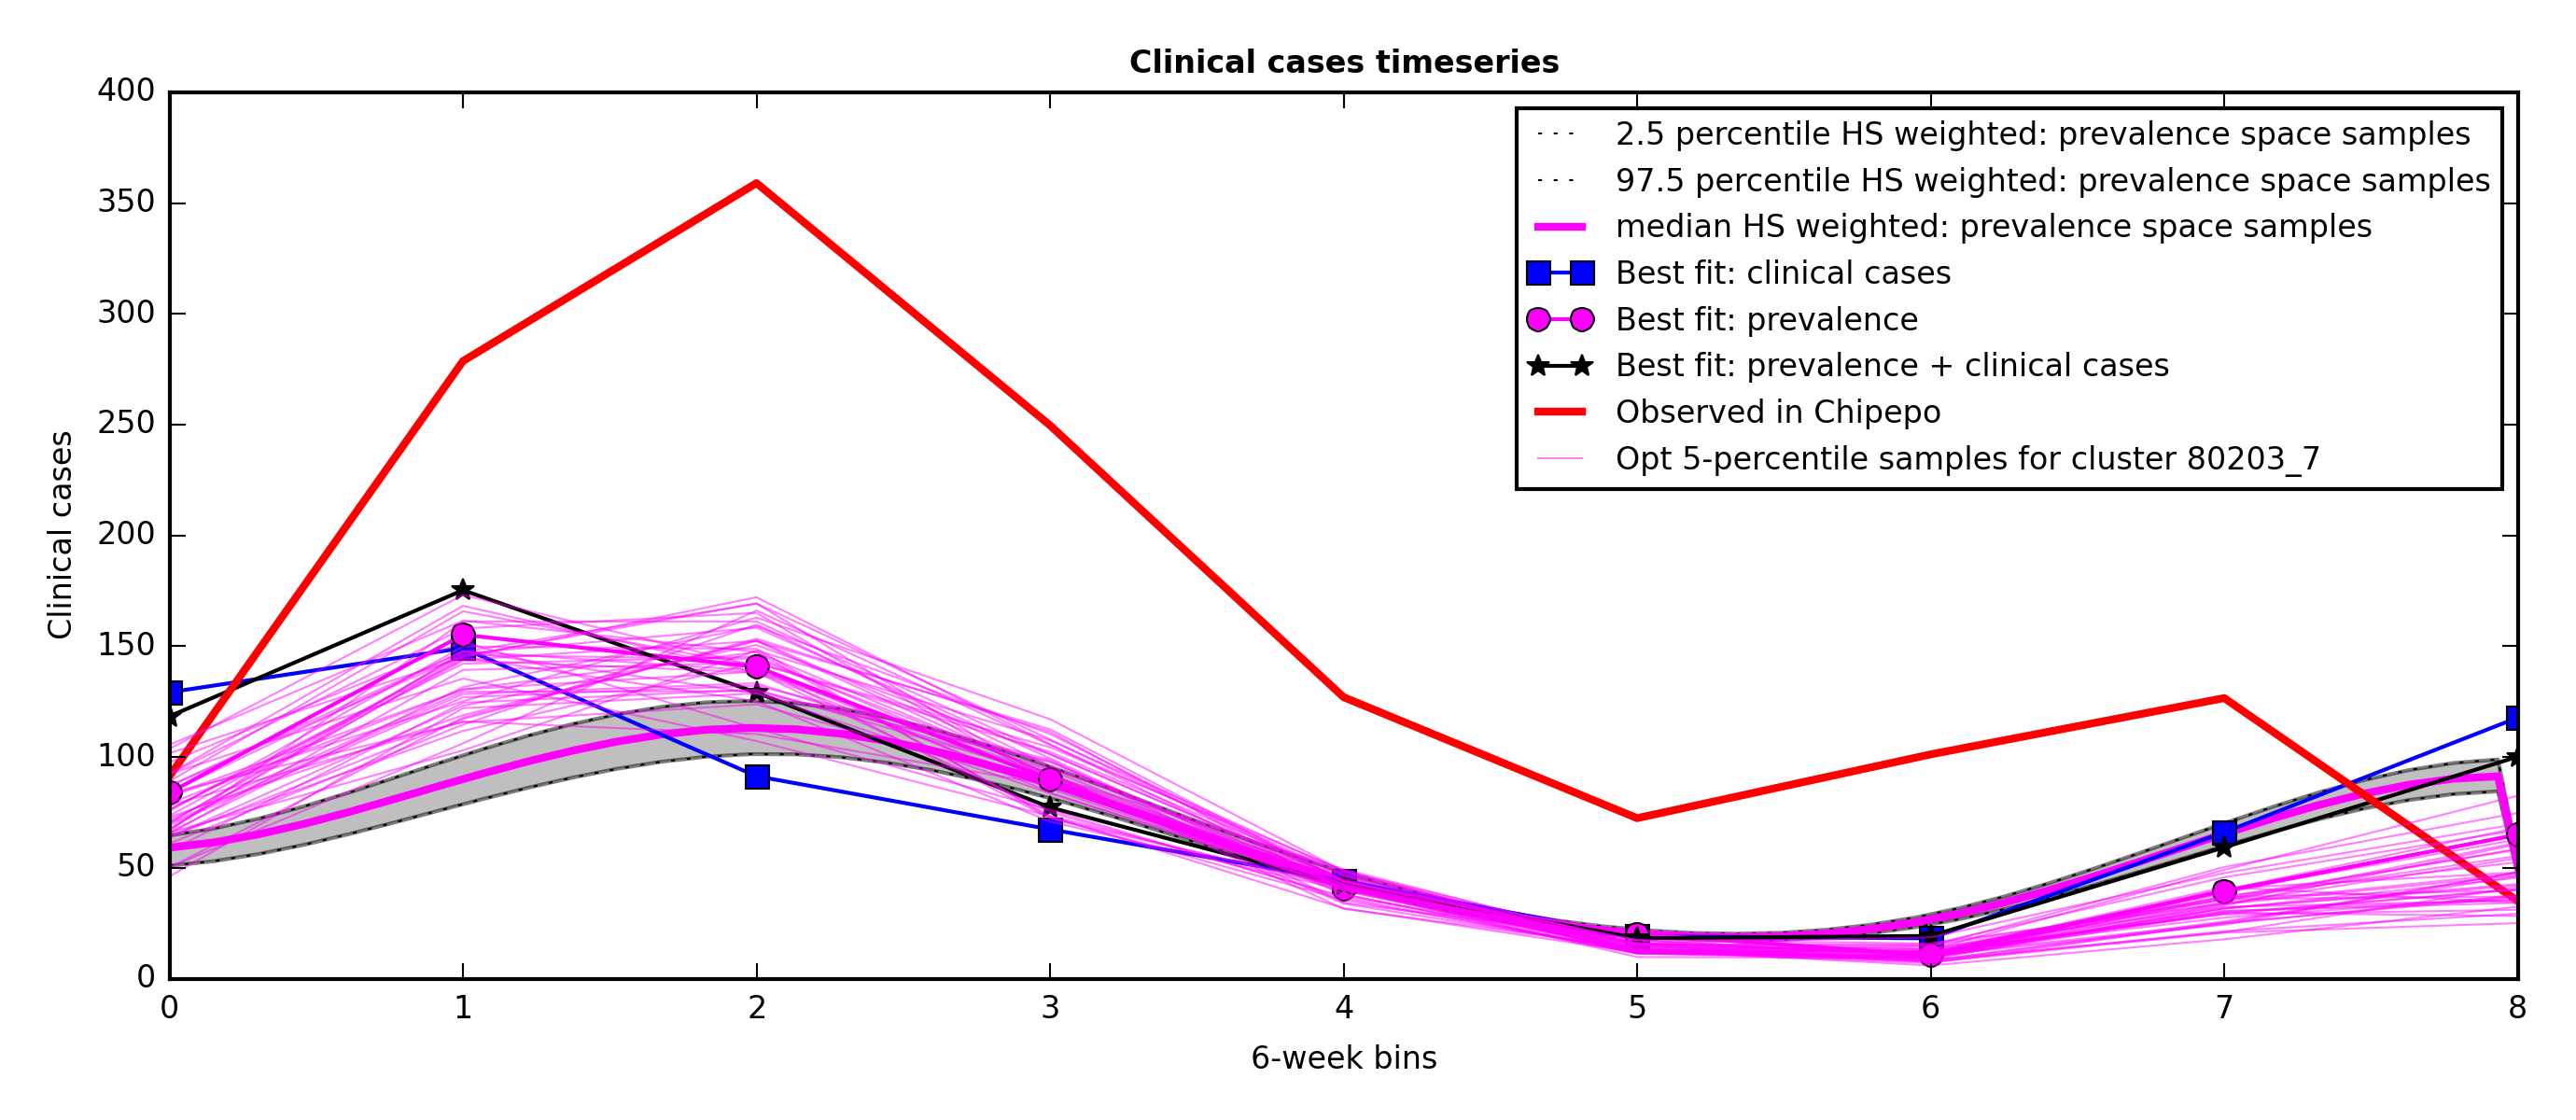 Clinical cases timeseries
400
350
300
250
200
150
100
50
0
Clinical cases
2.5 percentile HS weighted: prevalence space samples
97.5 percentile HS weighted: prevalence space samples
median HS weighted: prevalence space samples
Best fit: clinical cases
Best fit: prevalence
Best fit: prevalence + clinical cases
Observed in Chipepo
Opt 5-percentile samples for cluster 80203_7
0 1 2 3 4 5 6 7 8
6-week bins